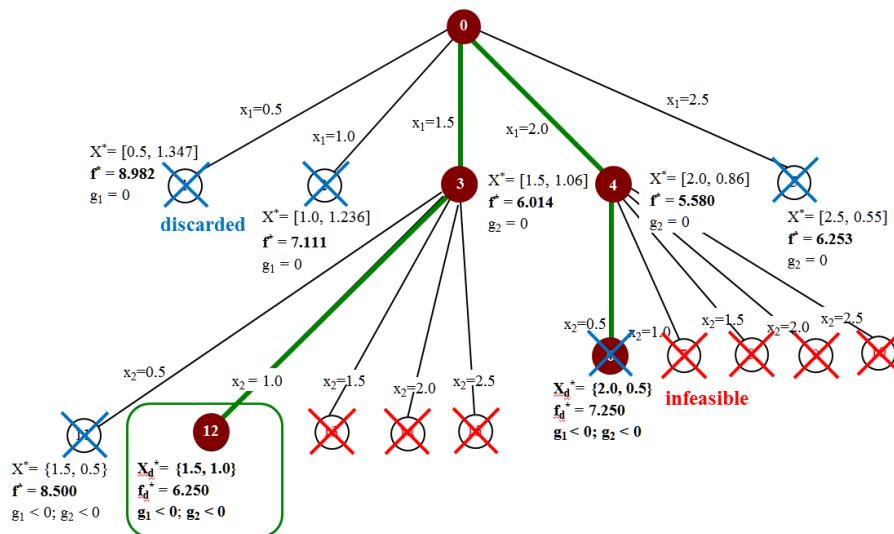 0
x₁=0.5
x₁=1.0
x₁=1.5
x₁=2.0
x₁=2.5
X*= [0.5, 1.347]
f* = 8.982
g₁ = 0
discarded
X*= [1.0, 1.236]
f* = 7.111
g₁ = 0
3
X*= [1.5, 1.06]
f* = 6.014
g₂ = 0
4
X*= [2.0, 0.86]
f* = 5.580
g₂ = 0
X*= [2.5, 0.55]
f* = 6.253
g₂ = 0
x₂=0.5
x₂ = 1.0
x₂=1.5
x₂=2.0
x₂=2.5
x₂=0.5
x₂=1.0
x₂=1.5
x₂=2.0
x₂=2.5
infeasible
X_d*= {2.0, 0.5}
f_d* = 7.250
g₁ < 0; g₂ < 0
12
X*= {1.5, 0.5}
f* = 8.500
g₁ < 0; g₂ < 0
X_d*= {1.5, 1.0}
f_d* = 6.250
g₁ < 0; g₂ < 0